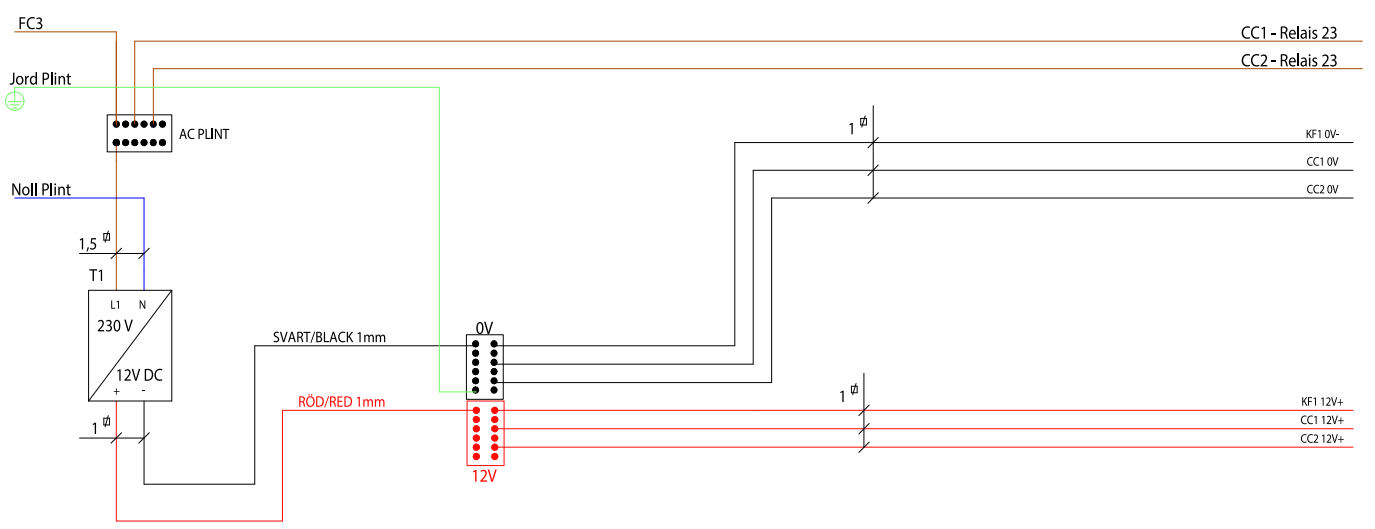 FC3
CC1 - Relais 23
CC2 - Relais 23
Jord Plint
AC PLINT
1
KF1 0V-
CC1 0V
CC2 0V
Noll Plint
1,5
T1
L1 N
230 V
12V DC
+ -
SVART/BLACK 1mm
0V
RÖD/RED 1mm
1
KF1 12V+
CC1 12V+
CC2 12V+
1
12V